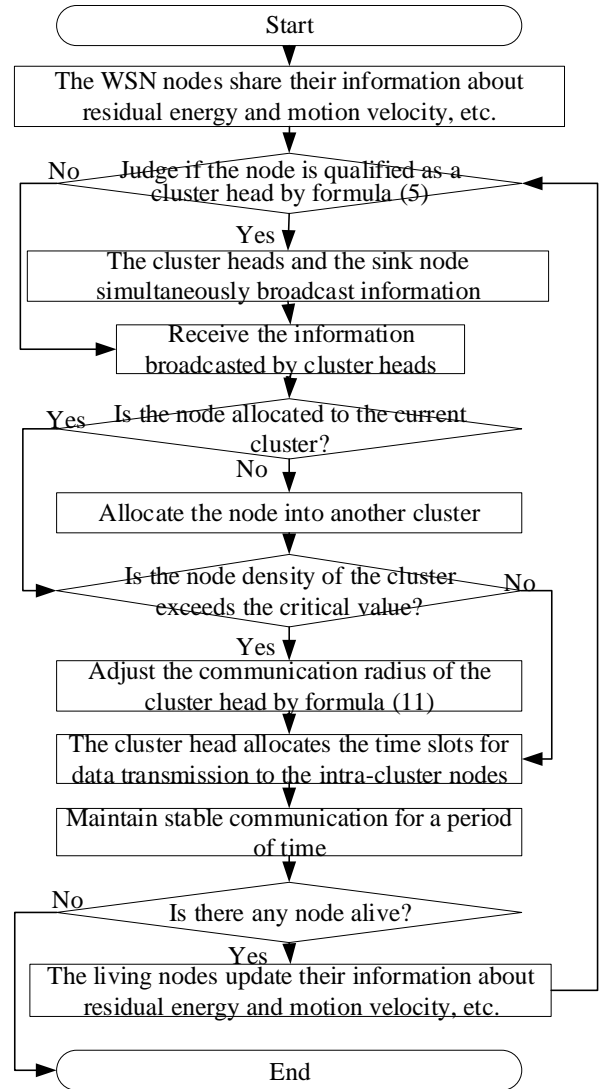 Start
The WSN nodes share their information about
residual energy and motion velocity, etc.
No
Judge if the node is qualified as a
cluster head by formula (5)
Yes
The cluster heads and the sink node
simultaneously broadcast information
Receive the information
broadcasted by cluster heads
Yes
Is the node allocated to the current
cluster?
No
Allocate the node into another cluster
Is the node density of the cluster
exceeds the critical value?
No
Yes
Adjust the communication radius of the
cluster head by formula (11)
The cluster head allocates the time slots for
data transmission to the intra-cluster nodes
Maintain stable communication for a period
of time
No
Is there any node alive?
Yes
The living nodes update their information about
residual energy and motion velocity, etc.
End